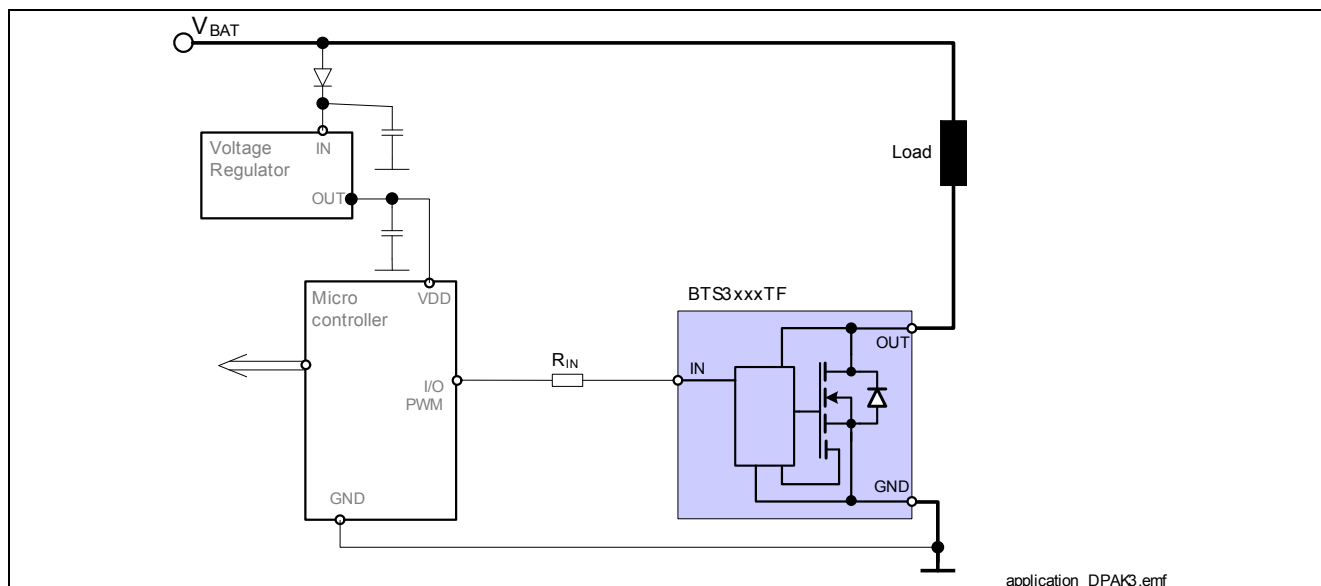 VBAT
Voltage
Regulator
IN
OUT
Load
Micro
controller
VDD
I/O
PWM
GND
RIN
BTS3xxxTF
IN
OUT
GND
application_DPAK3.emf